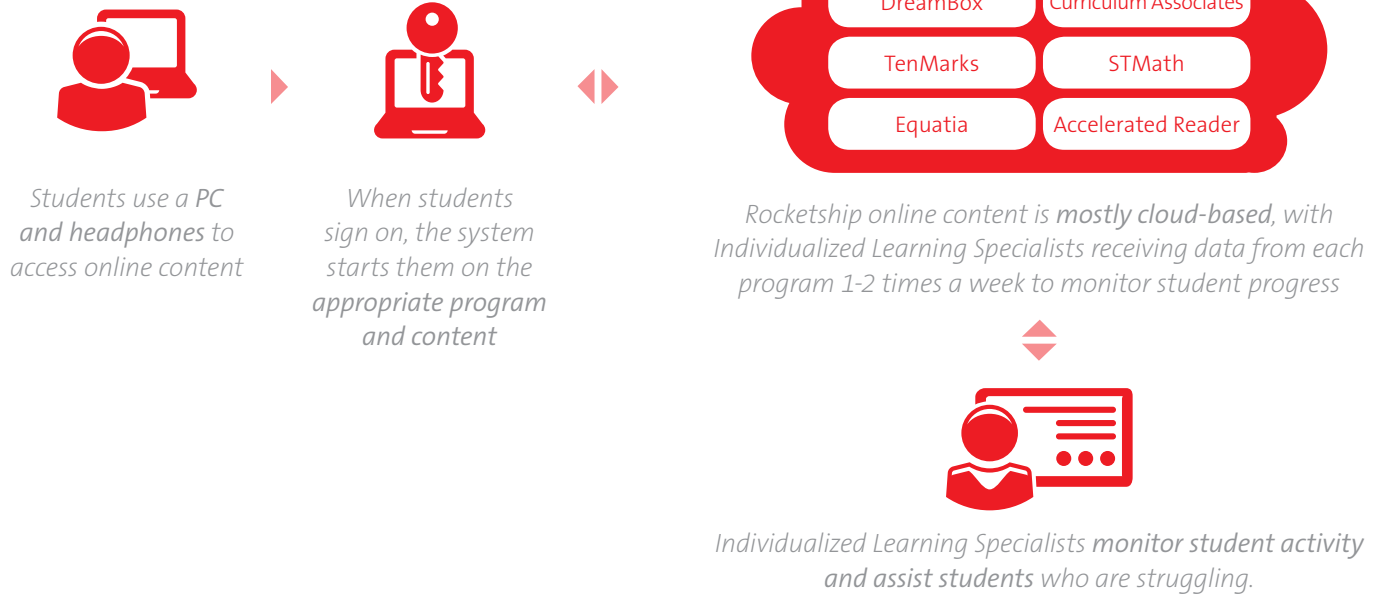 DreamBox
Curriculum Associates
TenMarks
STMath
Equatia
Accelerated Reader
Students use a PC
and headphones to
access online content
When students
sign on, the system
starts them on the
appropriate program
and content
Rocketship online content is mostly cloud-based, with
Individualized Learning Specialists receiving data from each
program 1-2 times a week to monitor student progress
Individualized Learning Specialists monitor student activity
and assist students who are struggling.